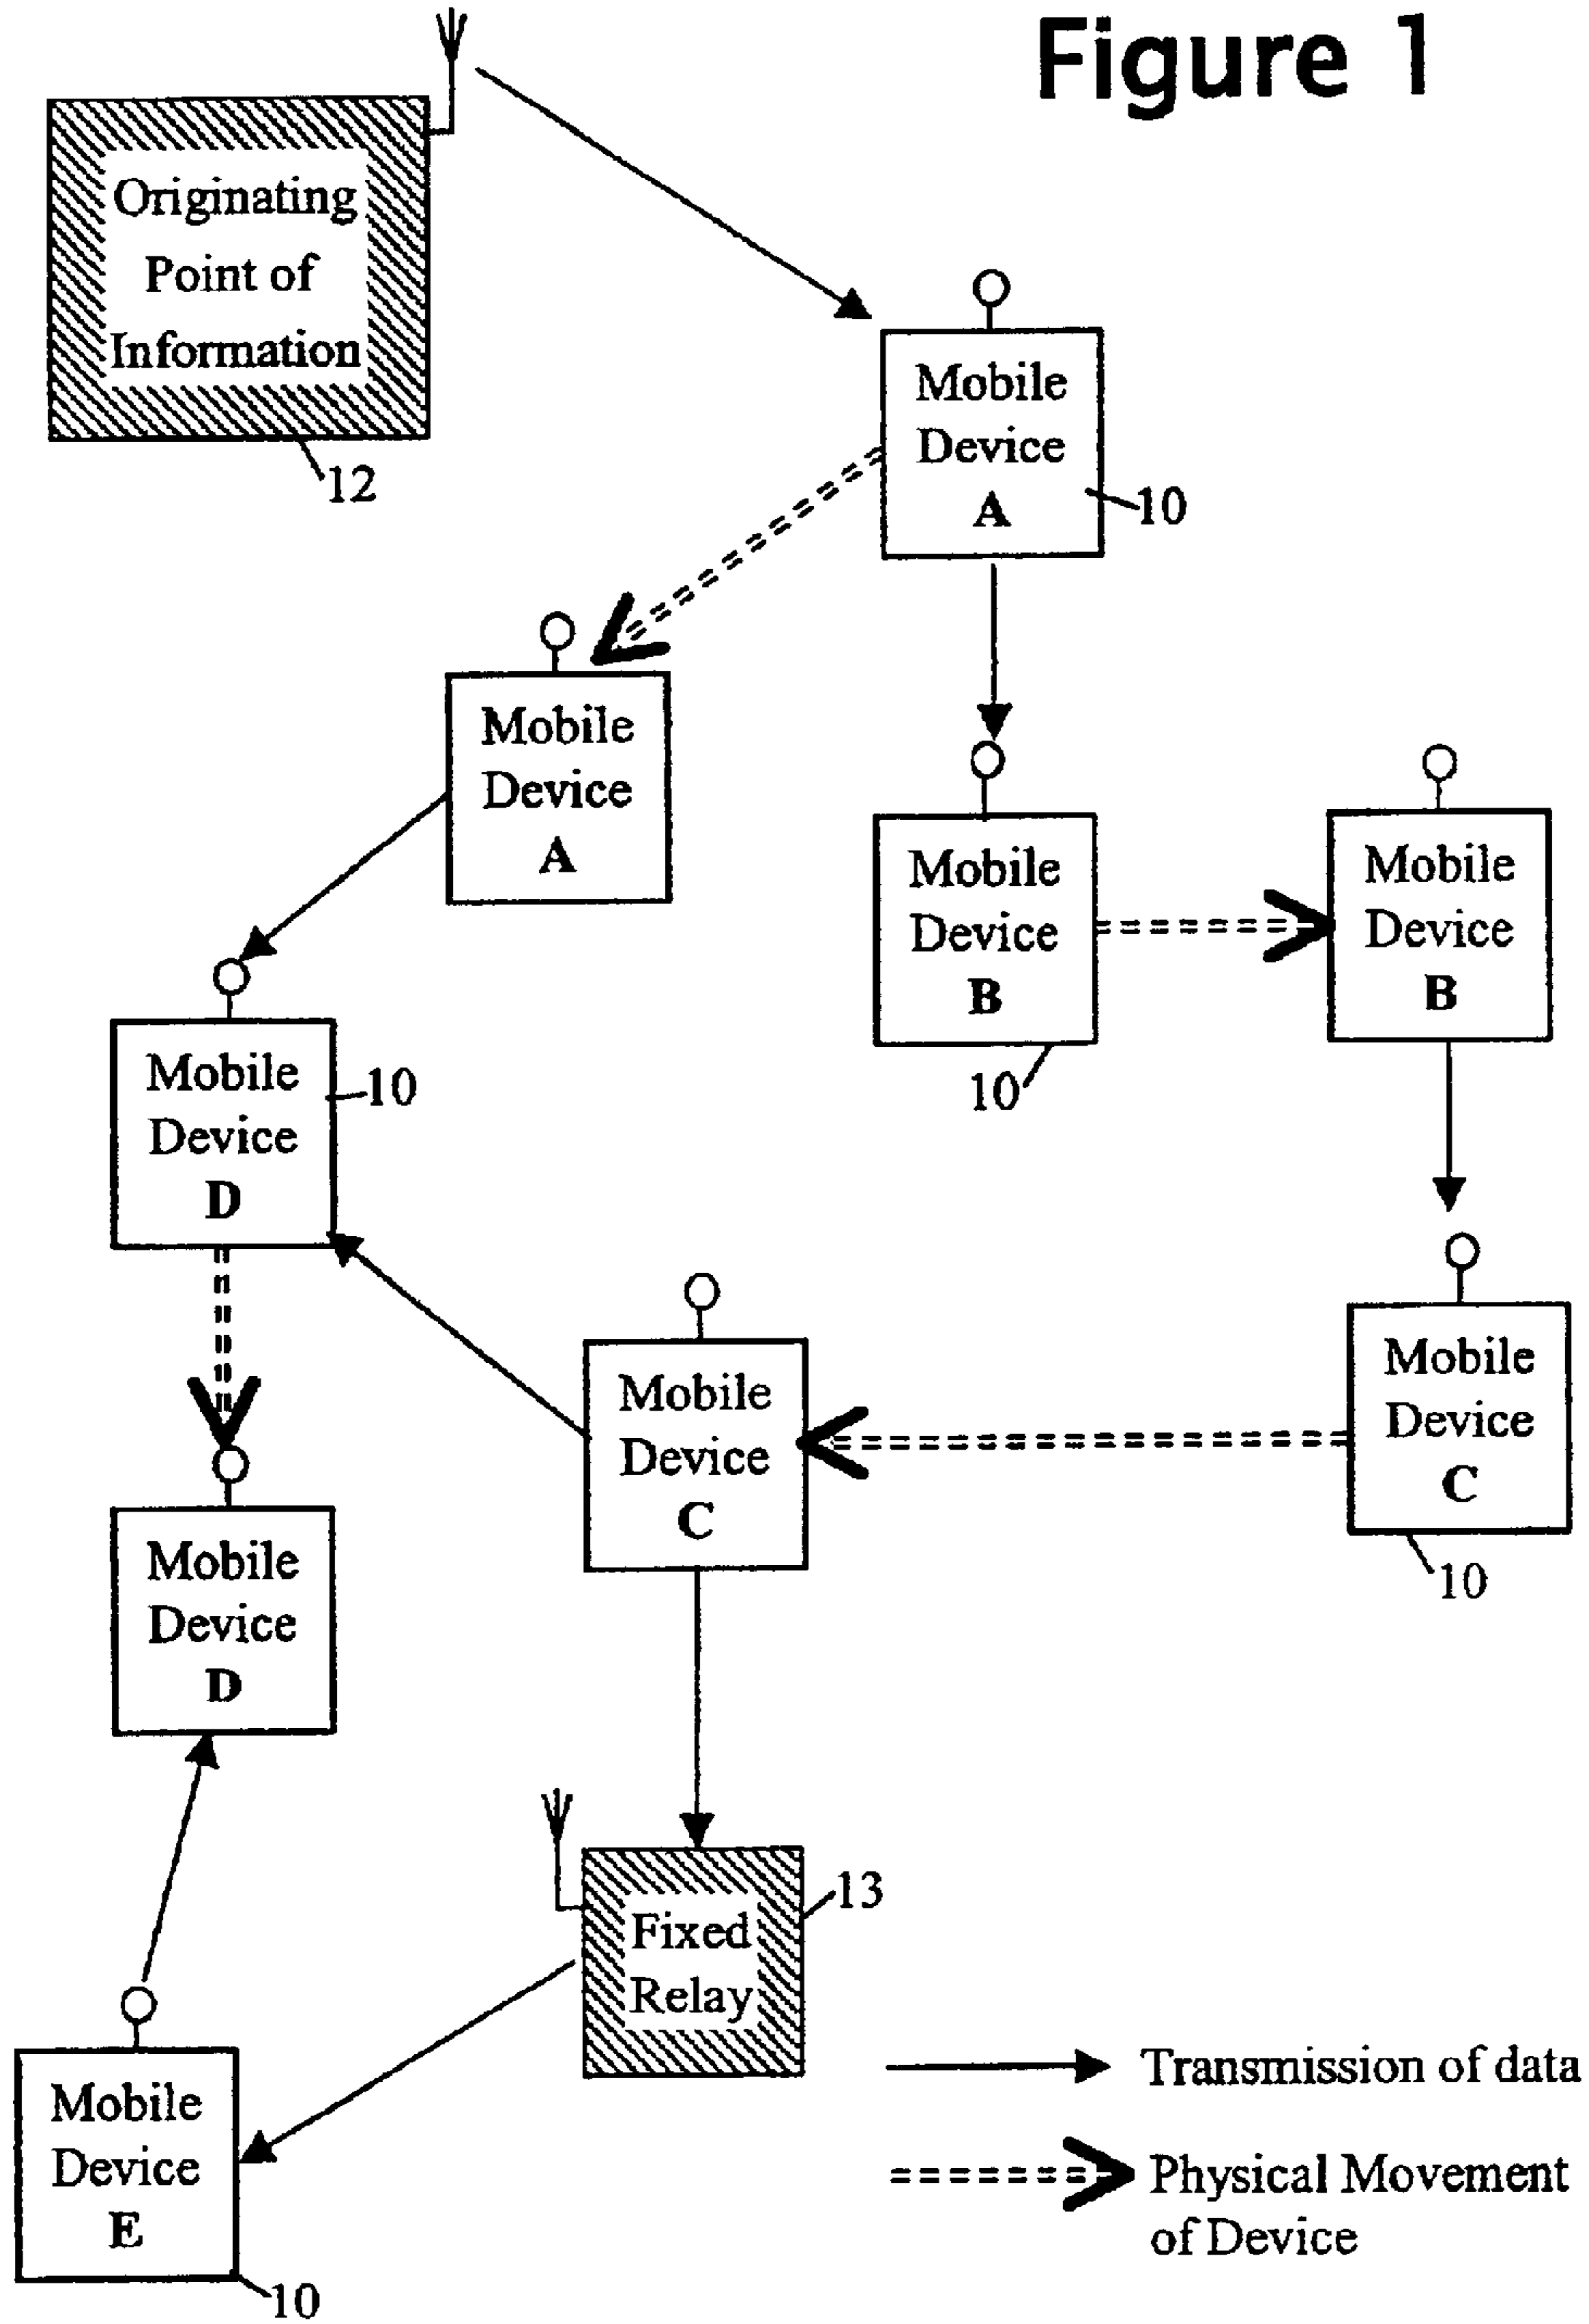 Figure 1
Originating
Point of
Information
12
Mobile
Device
A
10
Mobile
Device
A
Mobile
Device
B
10
Mobile
Device
B
Mobile
Device
D
10
Mobile
Device
C
Mobile
Device
C
10
Mobile
Device
D
Fixed
Relay
13
Mobile
Device
E
10
Transmission of data
Physical Movement
of Device